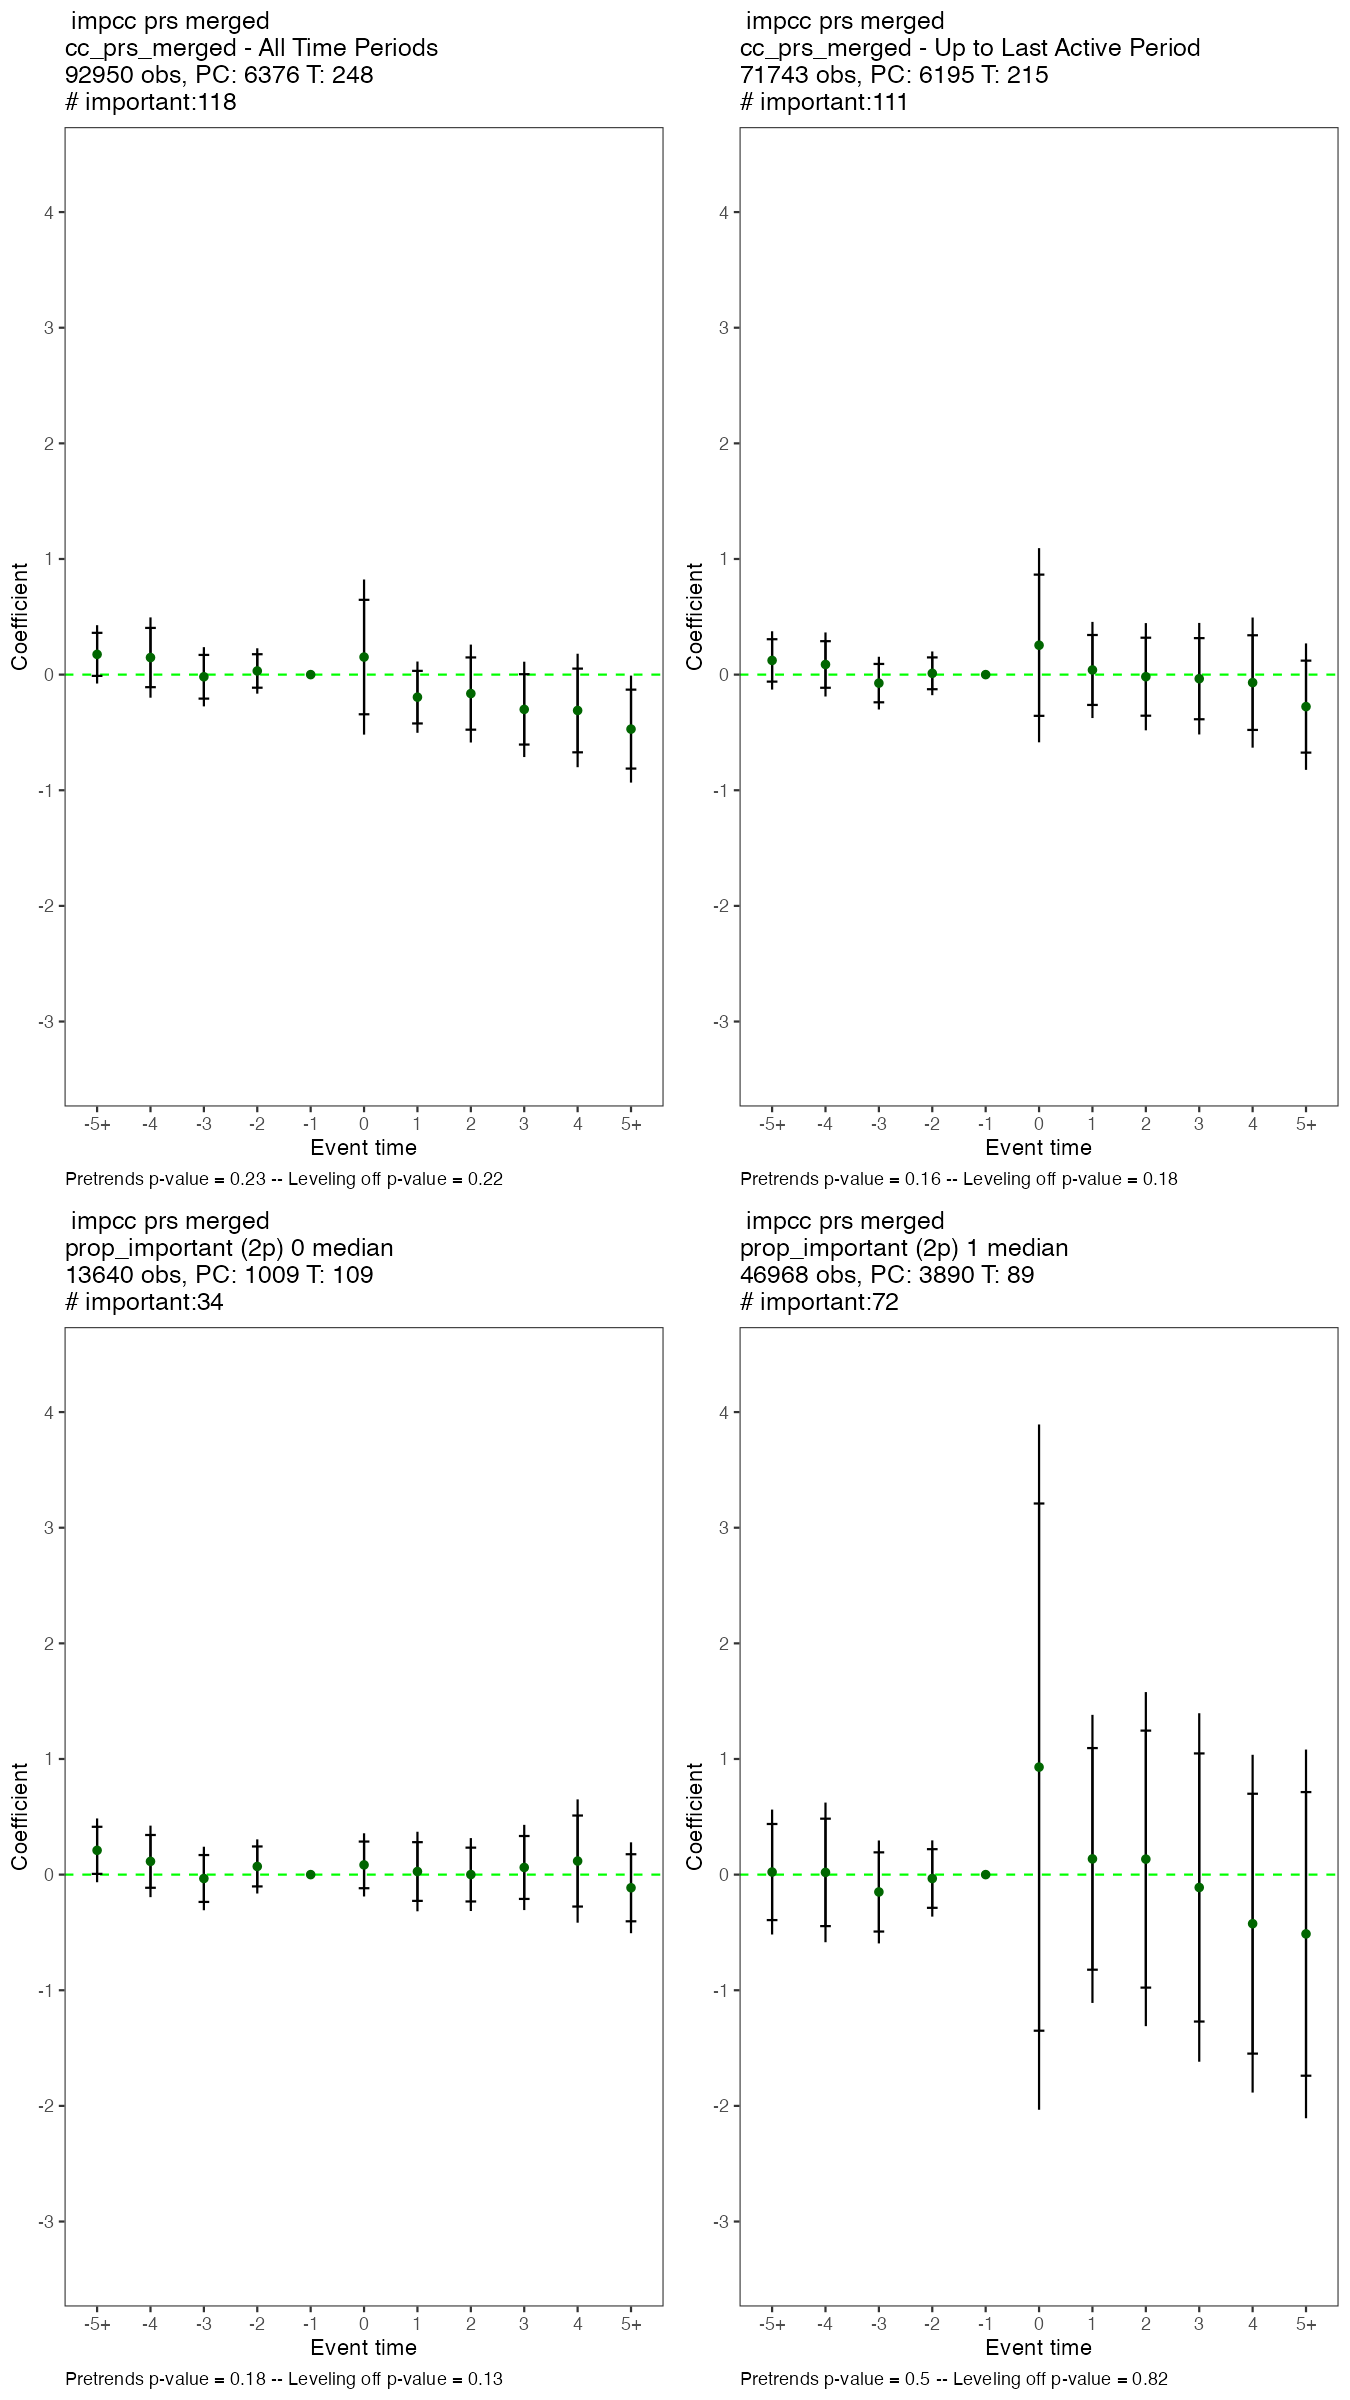 impcc prs merged
cc_prs_merged - All Time Periods
92950 obs, PC: 6376 T: 248
# important:118
4
3
2
1
0
-1
-2
-3
Coefficient
-5+ -4 -3 -2 -1 0 1 2 3 4 5+
Event time
Pretrends p-value = 0.23 -- Leveling off p-value = 0.22
impcc prs merged
cc_prs_merged - Up to Last Active Period
71743 obs, PC: 6195 T: 215
# important:111
4
3
2
1
0
-1
-2
-3
Coefficient
-5+ -4 -3 -2 -1 0 1 2 3 4 5+
Event time
Pretrends p-value = 0.16 -- Leveling off p-value = 0.18
impcc prs merged
prop_important (2p) 0 median
13640 obs, PC: 1009 T: 109
# important:34
4
3
2
1
0
-1
-2
-3
Coefficient
-5+ -4 -3 -2 -1 0 1 2 3 4 5+
Event time
Pretrends p-value = 0.18 -- Leveling off p-value = 0.13
impcc prs merged
prop_important (2p) 1 median
46968 obs, PC: 3890 T: 89
# important:72
4
3
2
1
0
-1
-2
-3
Coefficient
-5+ -4 -3 -2 -1 0 1 2 3 4 5+
Event time
Pretrends p-value = 0.5 -- Leveling off p-value = 0.82